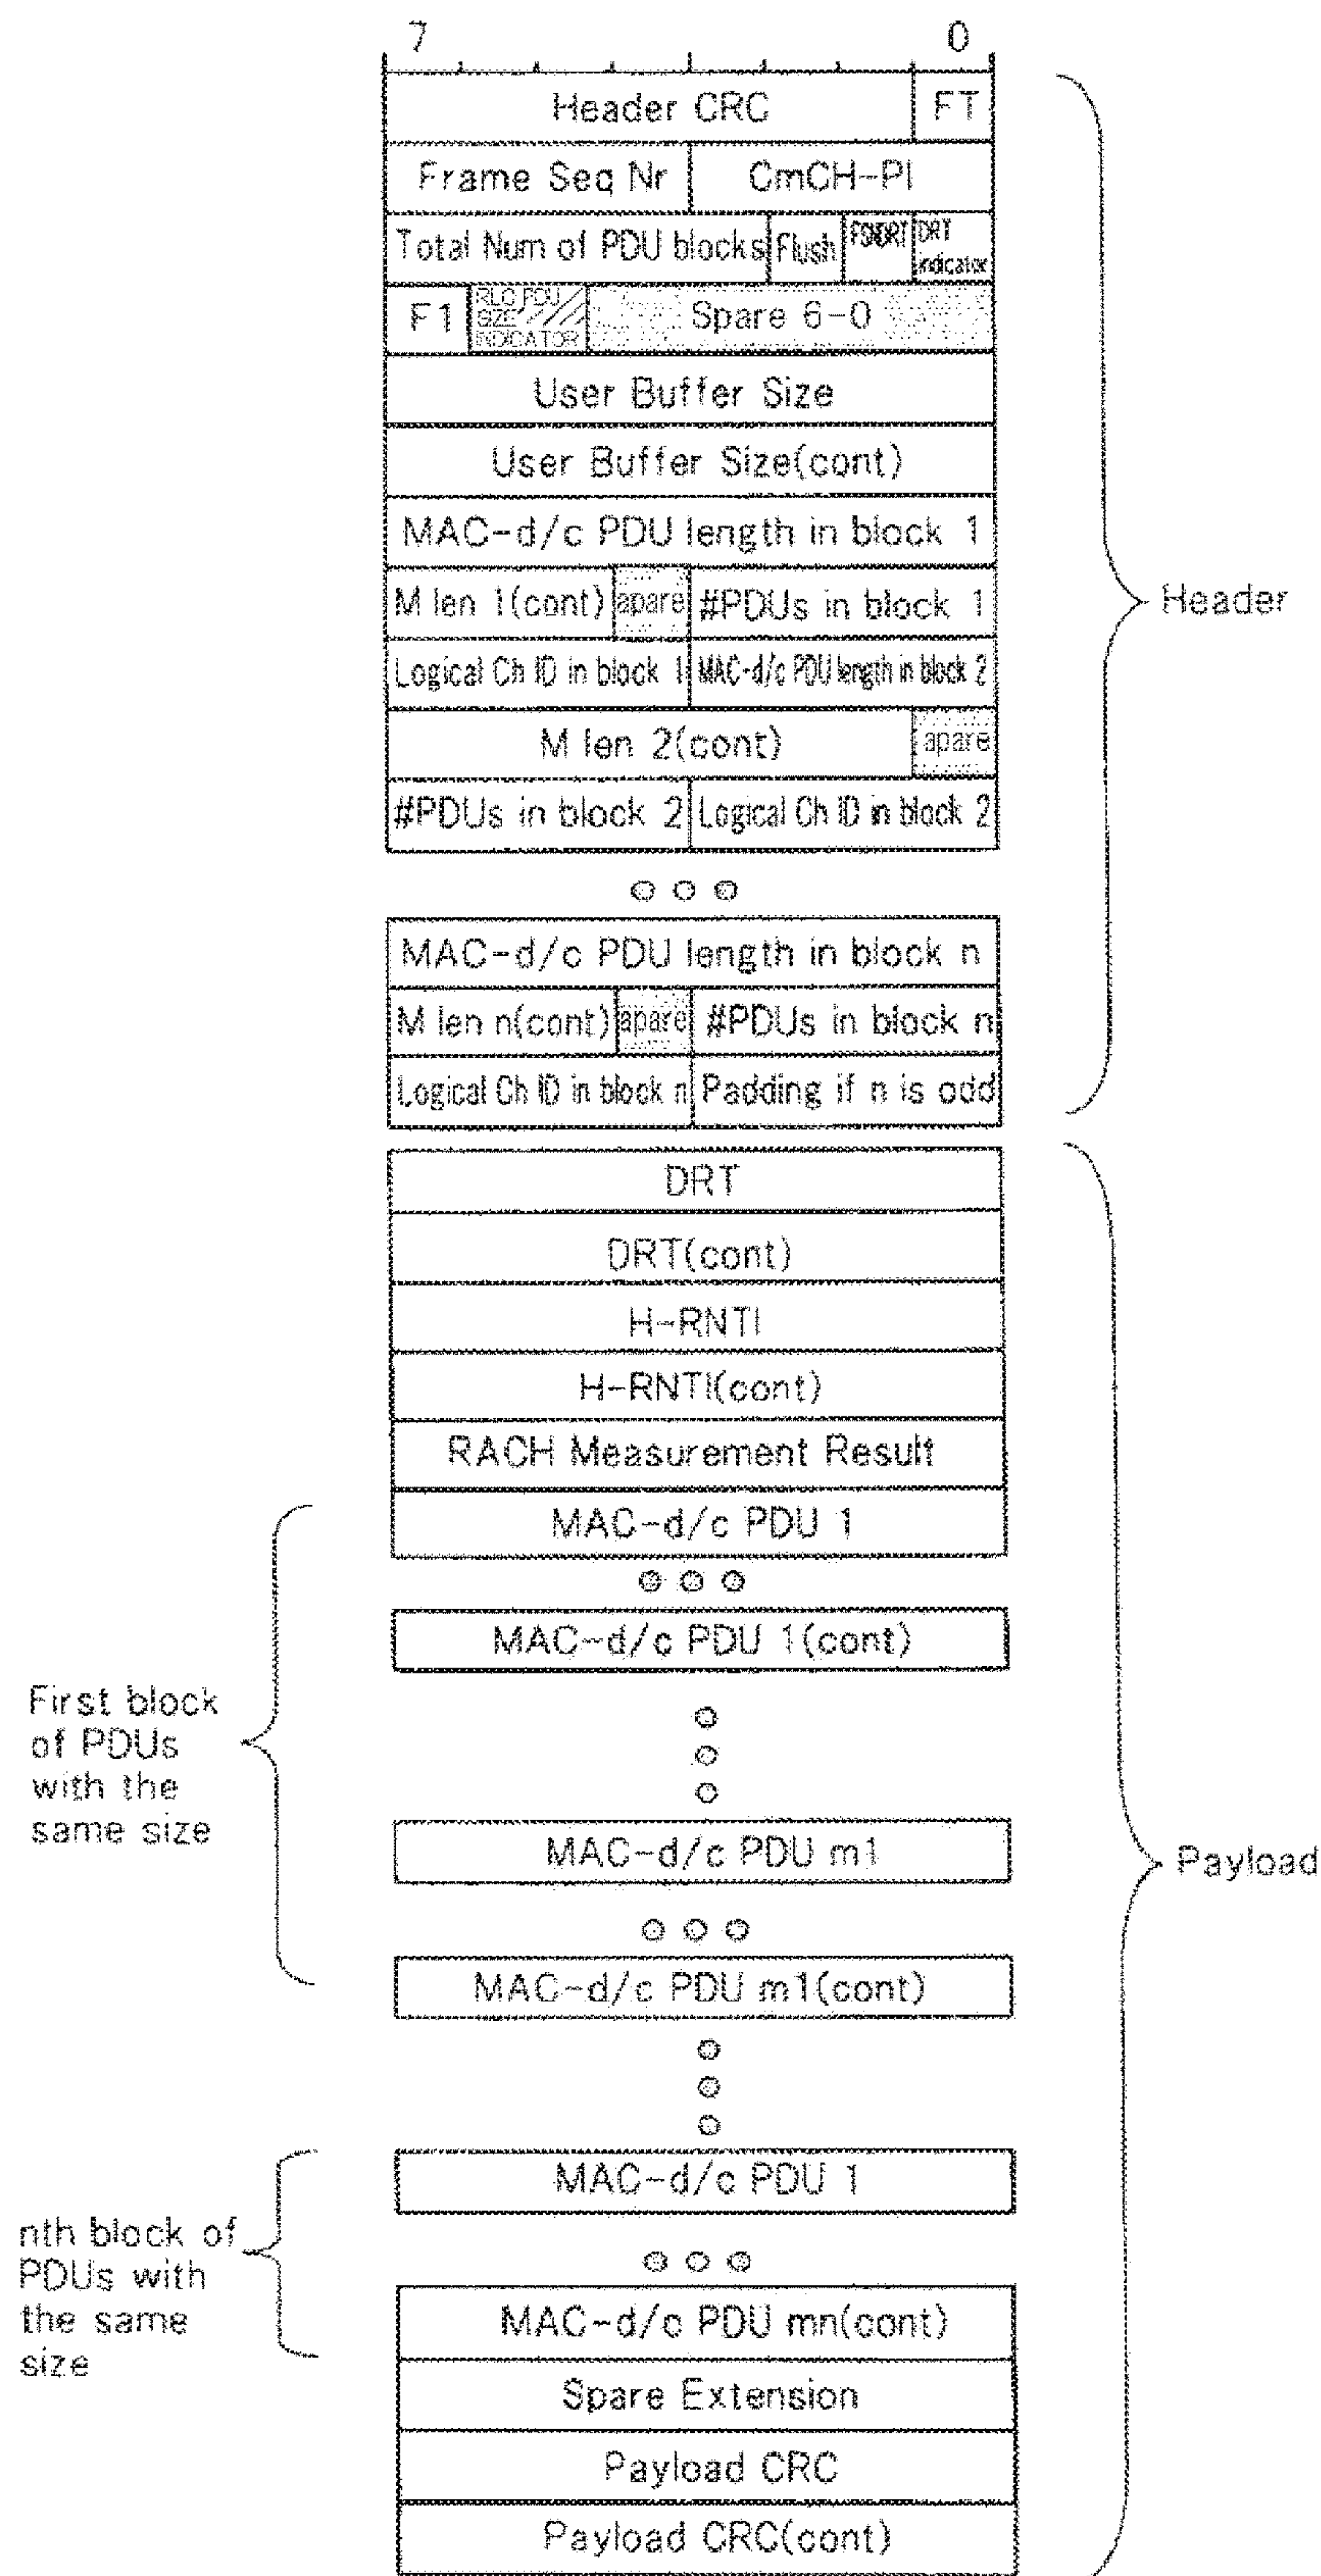 7 0
Header CRC FT
Frame Seq Nr CmCH-PI
Total Num of PDU blocks Flush FSN/DRT DRT indicator
F1 RLC PDU SIZE INDICATOR Spare 6-0
User Buffer Size
User Buffer Size(cont)
MAC-d/c PDU length in block 1
M len 1(cont) apare #PDUs in block 1
Logical Ch ID in block 1 MAC-d/c PDU length in block 2
M len 2(cont) apare
#PDUs in block 2 Logical Ch ID in block 2
MAC-d/c PDU length in block n
M len n(cont) apare #PDUs in block n
Logical Ch ID in block n Padding if n is odd
Header
DRT
DRT(cont)
H-RNTI
H-RNTI(cont)
RACH Measurement Result
MAC-d/c PDU 1
MAC-d/c PDU 1(cont)
First block
of PDUs
with the
same size
MAC-d/c PDU m1
Payload
MAC-d/c PDU m1(cont)
MAC-d/c PDU 1
nth block of
PDUs with
the same
size
MAC-d/c PDU mn(cont)
Spare Extension
Payload CRC
Payload CRC(cont)